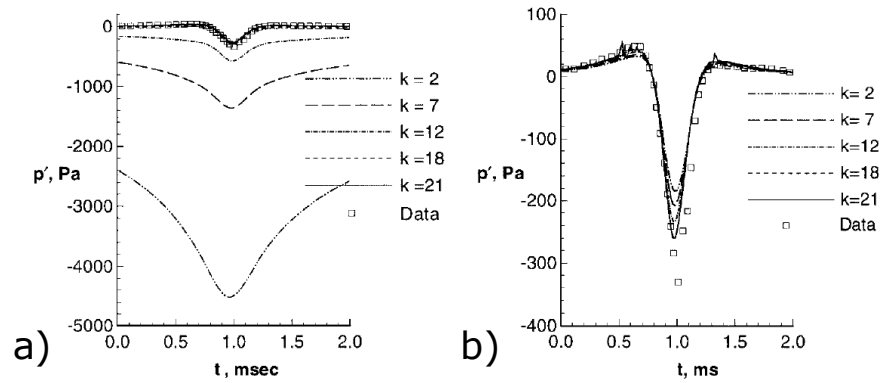 0
-1000
-2000
-3000
-4000
-5000
p′, Pa
k = 2
k = 7
k = 12
k = 18
k = 21
Data
0.0 0.5 1.0 1.5 2.0
t , msec
a)
100
0
-100
-200
-300
-400
p′, Pa
k= 2
k= 7
k=12
k=18
k=21
Data
0.0 0.5 1.0 1.5 2.0
t, ms
b)